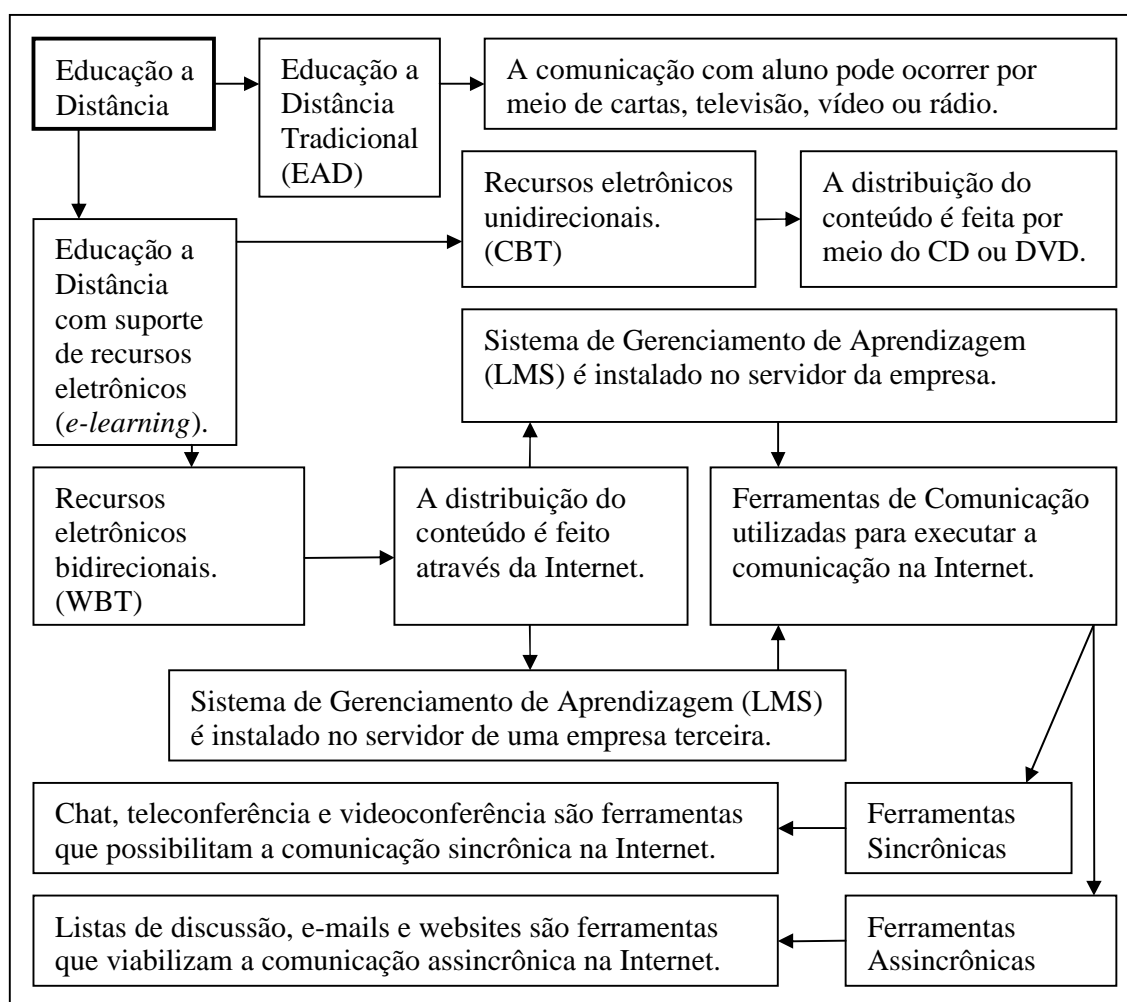 Educação a
Distância
Educação a
Distância
Tradicional
(EAD)
A comunicação com aluno pode ocorrer por
meio de cartas, televisão, vídeo ou rádio.
Recursos eletrônicos
unidirecionais.
(CBT)
A distribuição do
conteúdo é feita por
meio do CD ou DVD.
Educação a
Distância
com suporte
de recursos
eletrônicos
(e-learning).
Sistema de Gerenciamento de Aprendizagem
(LMS) é instalado no servidor da empresa.
Recursos
eletrônicos
bidirecionais.
(WBT)
A distribuição do
conteúdo é feito
através da Internet.
Ferramentas de Comunicação
utilizadas para executar a
comunicação na Internet.
Sistema de Gerenciamento de Aprendizagem (LMS)
é instalado no servidor de uma empresa terceira.
Chat, teleconferência e videoconferência são ferramentas
que possibilitam a comunicação sincrônica na Internet.
Ferramentas
Sincrônicas
Listas de discussão, e-mails e websites são ferramentas
que viabilizam a comunicação assincrônica na Internet.
Ferramentas
Assincrônicas